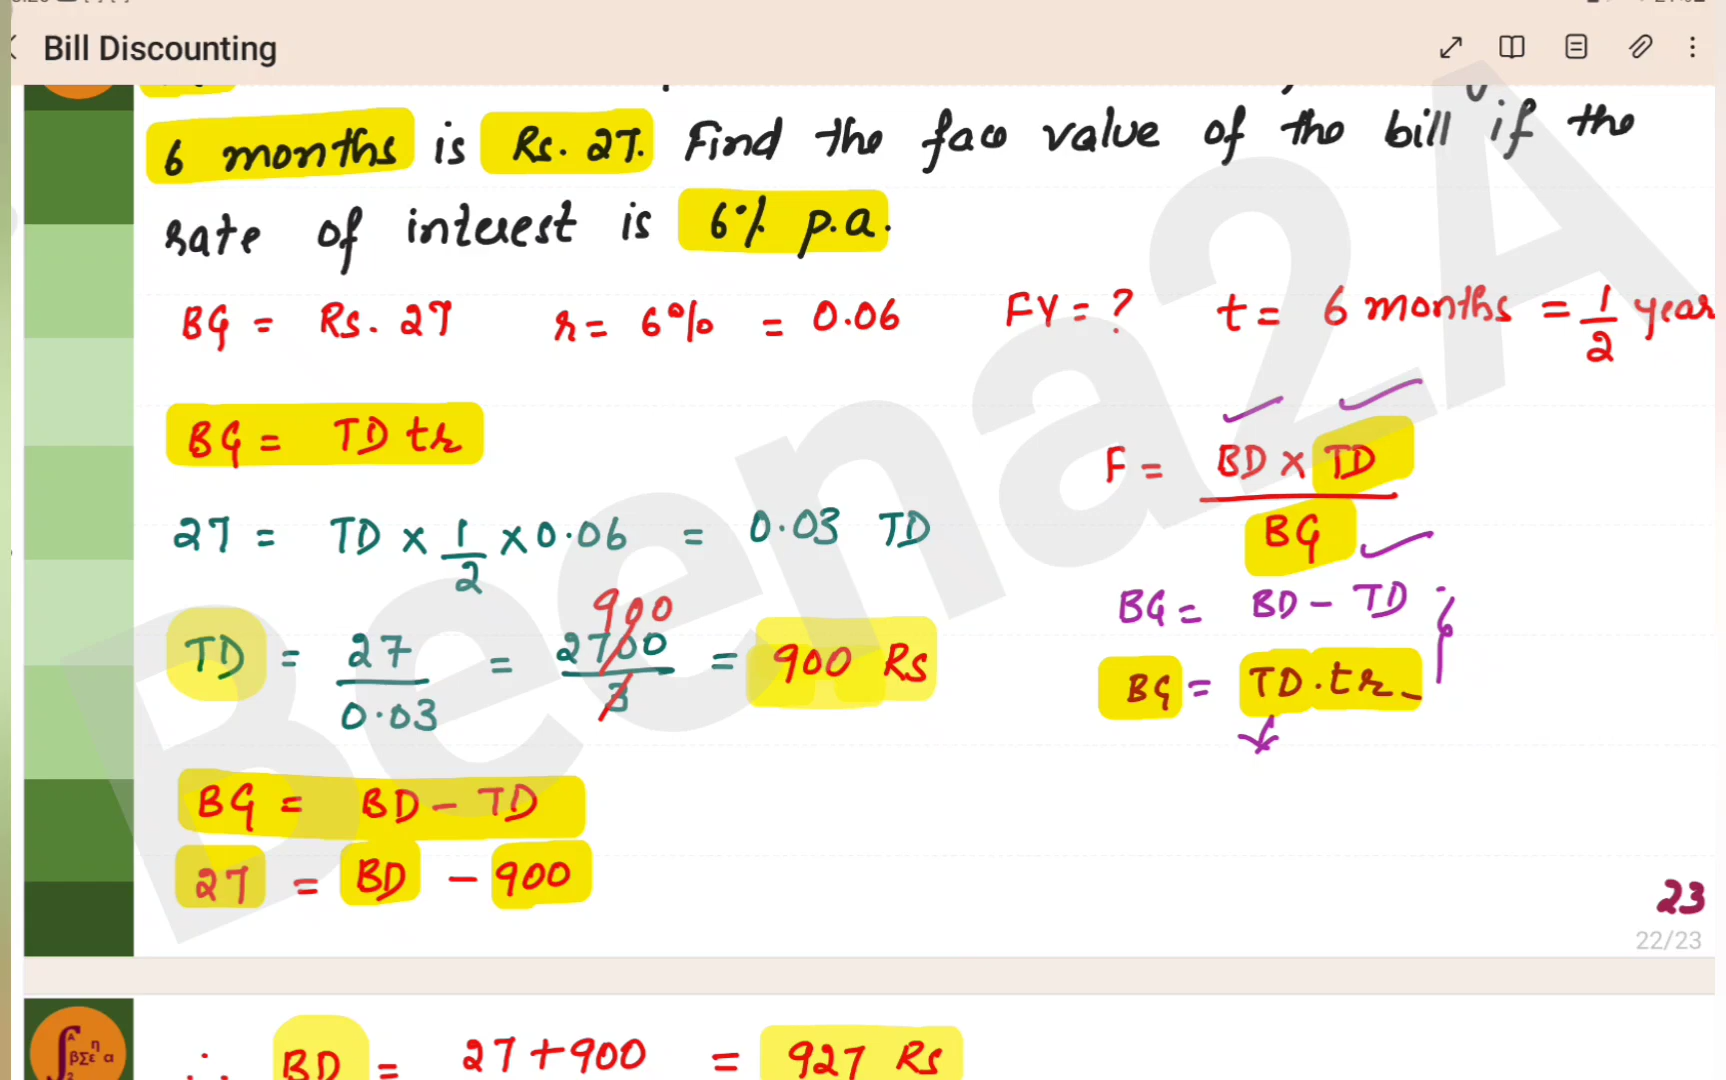 Bill Discounting
6 months is Rs. 27. Find the face value of the bill if the
rate of interest is 6% p.a.
BG = Rs. 27 r = 6% = 0.06 FV = ? t = 6 months = 1/2 year
BG = TD tr
F = BD × TD / BG
27 = TD × 1/2 × 0.06 = 0.03 TD
BG = BD - TD
TD = 27/0.03 = 2700/3 = 900 Rs
900
BG = TD.tr
BG = BD - TD
27 = BD - 900
23
22/23
∴ BD = 27+900 = 927 Rs
Beena2A